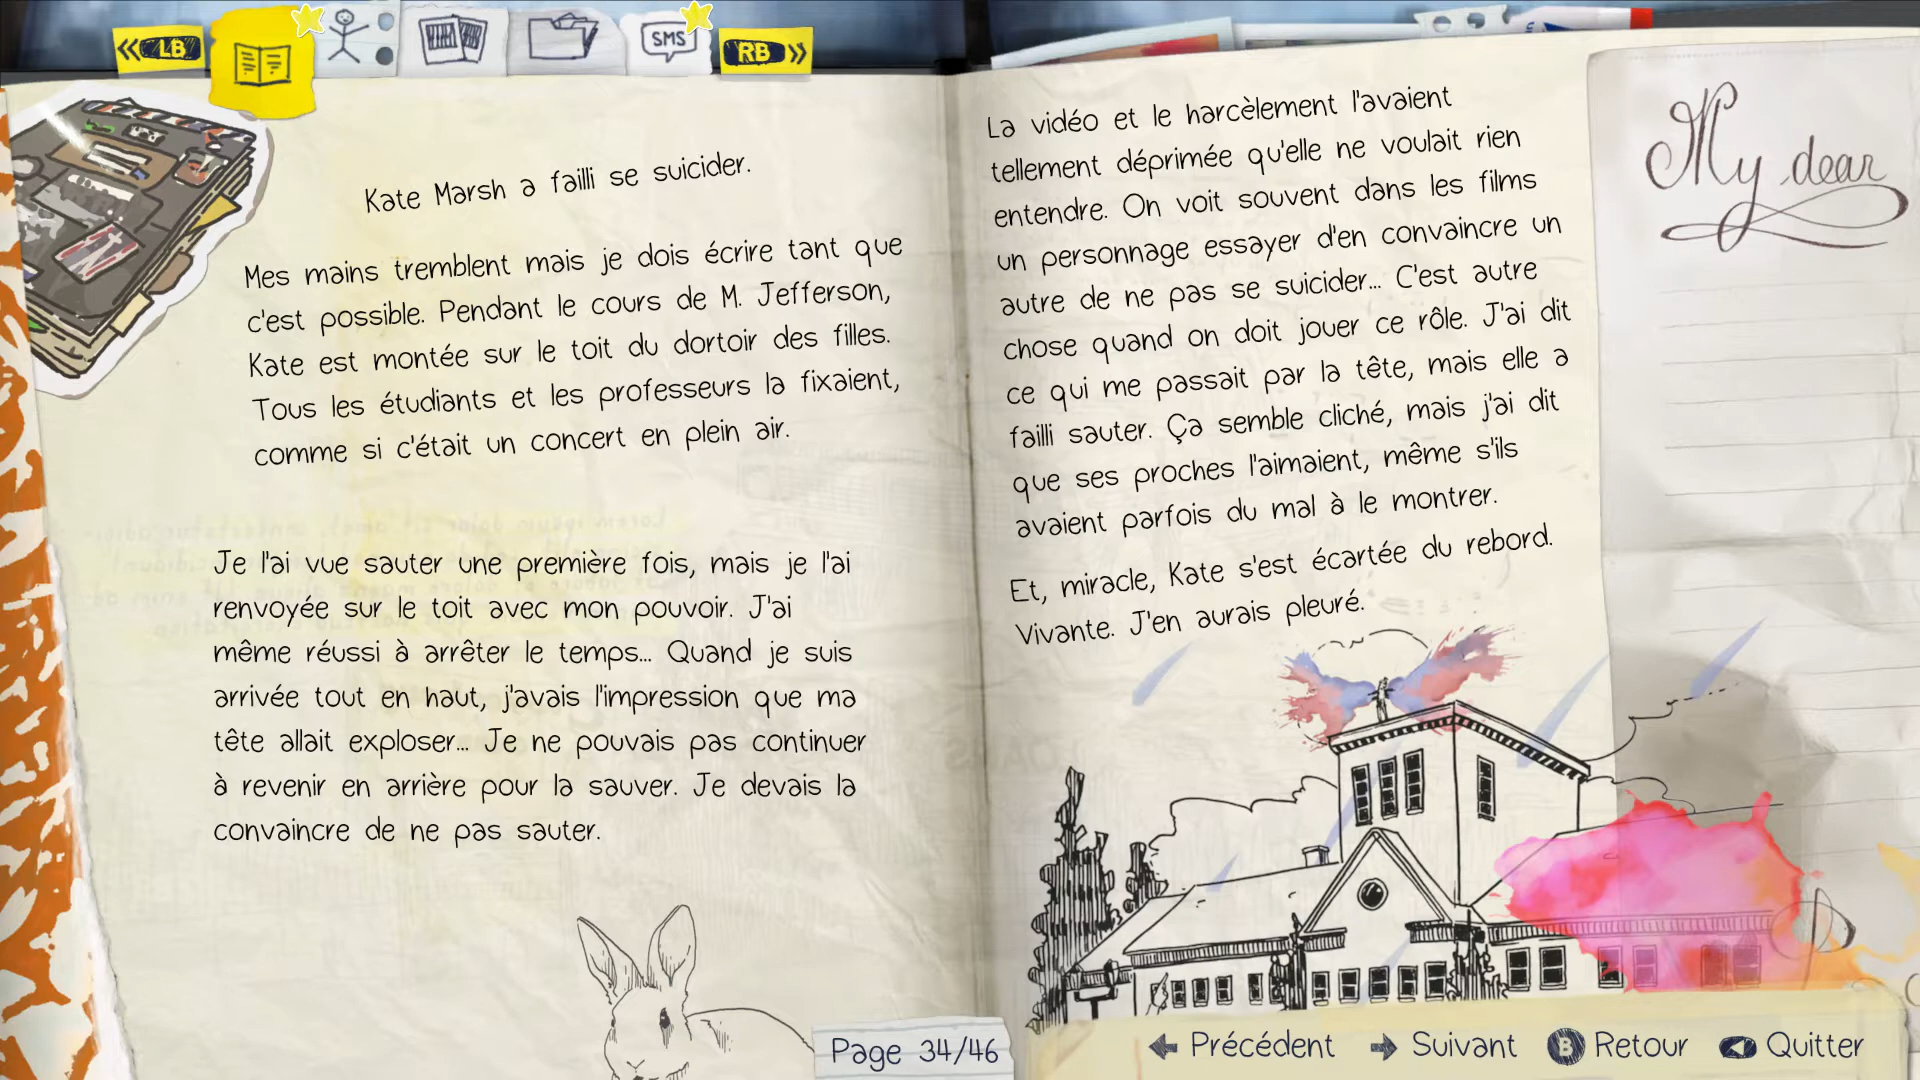 LB
SMS
RB
Kate Marsh a failli se suicider.
Mes mains tremblent mais je dois écrire tant que
c'est possible. Pendant le cours de M. Jefferson,
Kate est montée sur le toit du dortoir des filles.
Tous les étudiants et les professeurs la fixaient,
comme si c'était un concert en plein air.
Je l'ai vue sauter une première fois, mais je l'ai
renvoyée sur le toit avec mon pouvoir. J'ai
même réussi à arrêter le temps... Quand je suis
arrivée tout en haut, j'avais l'impression que ma
tête allait exploser... Je ne pouvais pas continuer
à revenir en arrière pour la sauver. Je devais la
convaincre de ne pas sauter.
La vidéo et le harcèlement l'avaient
tellement déprimée qu'elle ne voulait rien
entendre. On voit souvent dans les films
un personnage essayer d'en convaincre un
autre de ne pas se suicider... C'est autre
chose quand on doit jouer ce rôle. J'ai dit
ce qui me passait par la tête, mais elle a
failli sauter. Ça semble cliché, mais j'ai dit
que ses proches l'aimaient, même s'ils
avaient parfois du mal à le montrer.
Et, miracle, Kate s'est écartée du rebord.
Vivante. J'en aurais pleuré.
My dear
Page 34/46
Précédent
Suivant
B Retour
Quitter